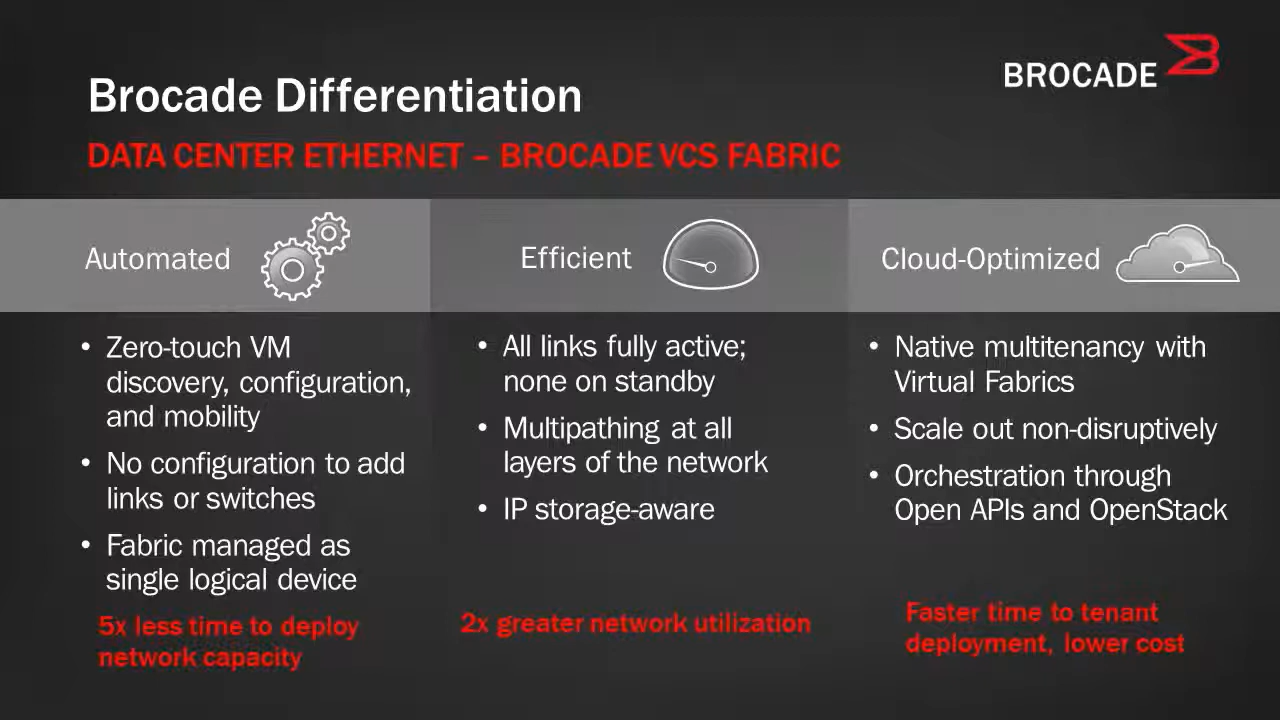 BROCADE
Brocade Differentiation
DATA CENTER ETHERNET – BROCADE VCS FABRIC
Automated
• Zero-touch VM
discovery, configuration,
and mobility
• No configuration to add
links or switches
• Fabric managed as
single logical device
5x less time to deploy
network capacity
Efficient
• All links fully active;
none on standby
• Multipathing at all
layers of the network
• IP storage-aware
2x greater network utilization
Cloud-Optimized
• Native multitenancy with
Virtual Fabrics
• Scale out non-disruptively
• Orchestration through
Open APIs and OpenStack
Faster time to tenant
deployment, lower cost